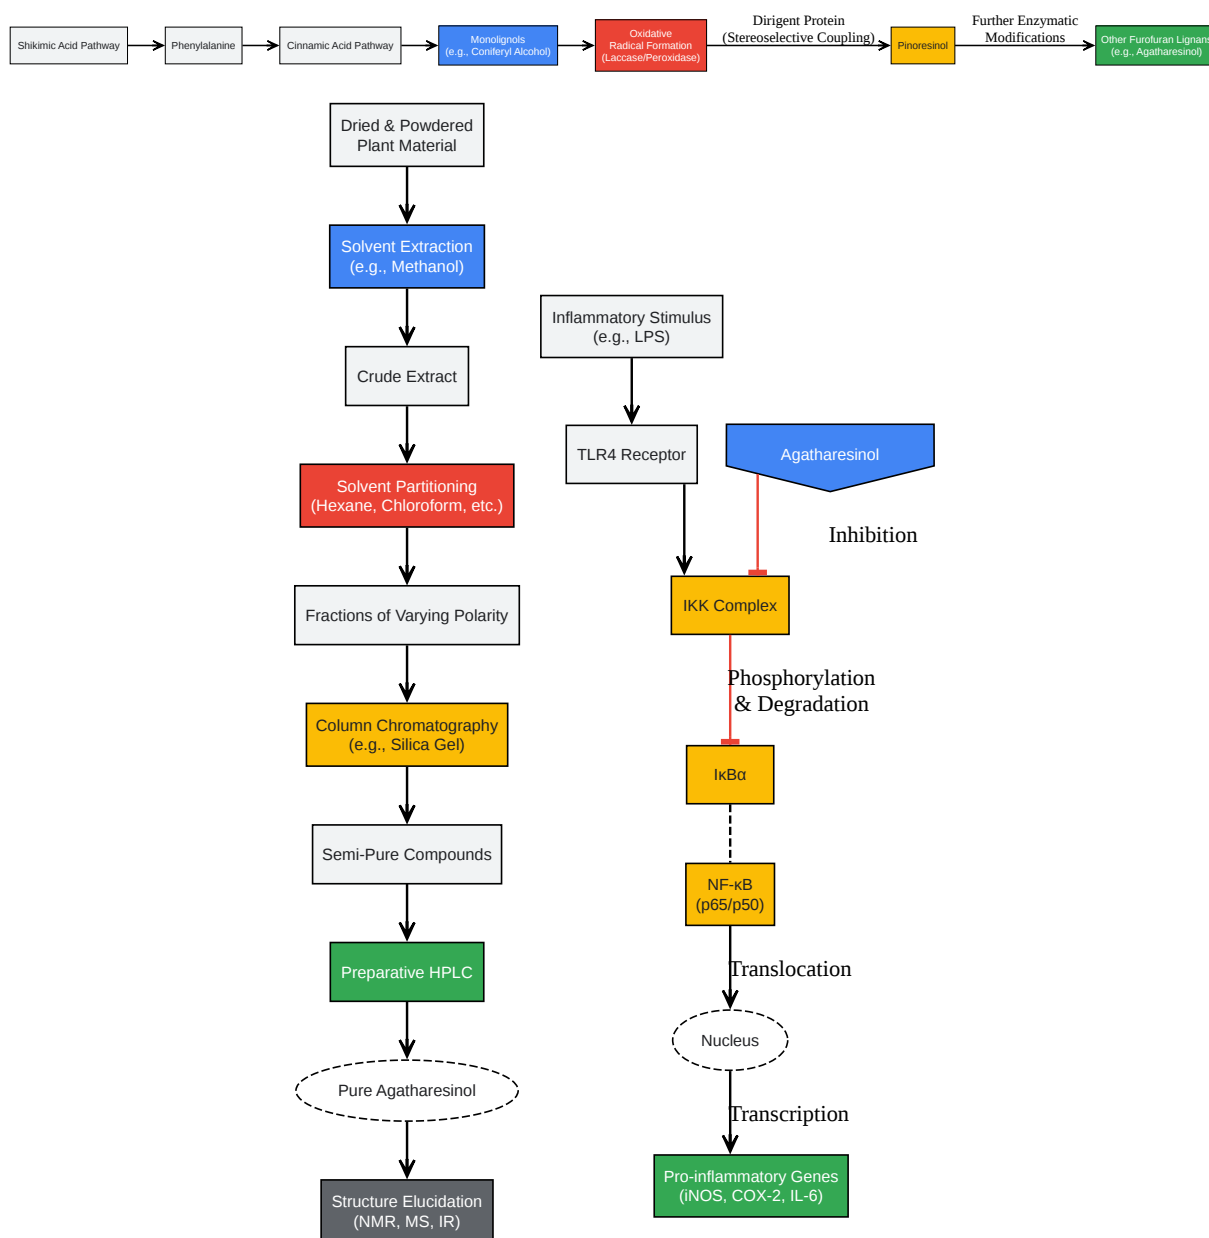 Shikimic Acid Pathway
Phenylalanine
Cinnamic Acid Pathway
Monolignols
(e.g., Coniferyl Alcohol)
Oxidative
Radical Formation
(Laccase/Peroxidase)
Dirigent Protein
(Stereoselective Coupling)
Pinoresinol
Further Enzymatic
Modifications
Other Furofuran Lignans
(e.g., Agatharesinol)
Dried & Powdered
Plant Material
Solvent Extraction
(e.g., Methanol)
Crude Extract
Solvent Partitioning
(Hexane, Chloroform, etc.)
Fractions of Varying Polarity
Column Chromatography
(e.g., Silica Gel)
Semi-Pure Compounds
Preparative HPLC
Pure Agatharesinol
Structure Elucidation
(NMR, MS, IR)
Inflammatory Stimulus
(e.g., LPS)
TLR4 Receptor
Agatharesinol
Inhibition
IKK Complex
Phosphorylation
& Degradation
IκBα
NF-κB
(p65/p50)
Translocation
Nucleus
Transcription
Pro-inflammatory Genes
(iNOS, COX-2, IL-6)